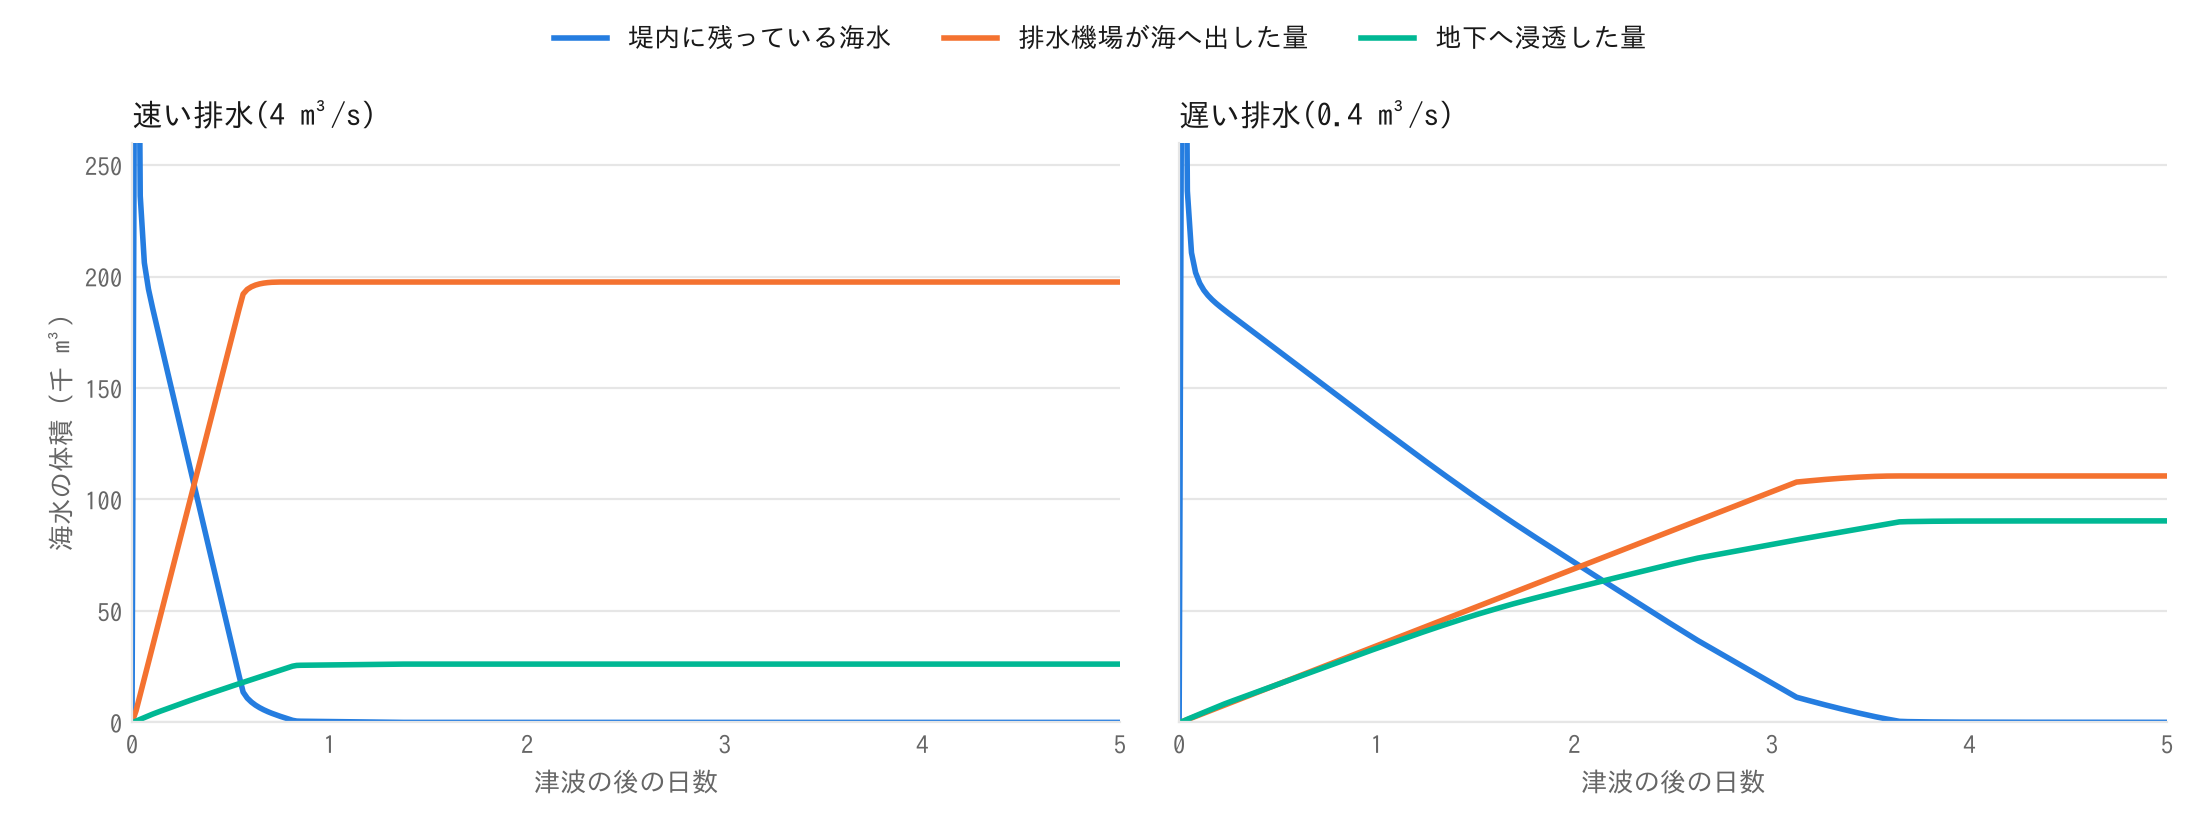 堤内に残っている海水
排水機場が海へ出した量
地下へ浸透した量
速い排水(4 m³/s)
遅い排水(0.4 m³/s)
海水の体積 (千 m³)
250
200
150
100
50
0
0 1 2 3 4 5
0 1 2 3 4 5
津波の後の日数
津波の後の日数